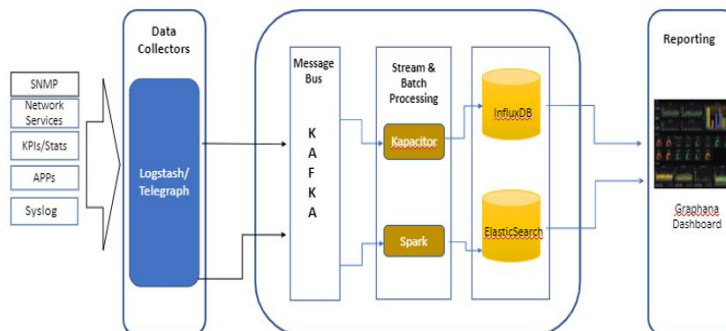 SNMP
Network
Services
KPIs/Stats
APPs
Syslog
Data
Collectors
Logstash/
Telegraph
Message
Bus
K
A
F
K
A
Stream &
Batch
Processing
Kapacitor
Spark
InfluxDB
ElasticSearch
Reporting
Graphana
Dashboard